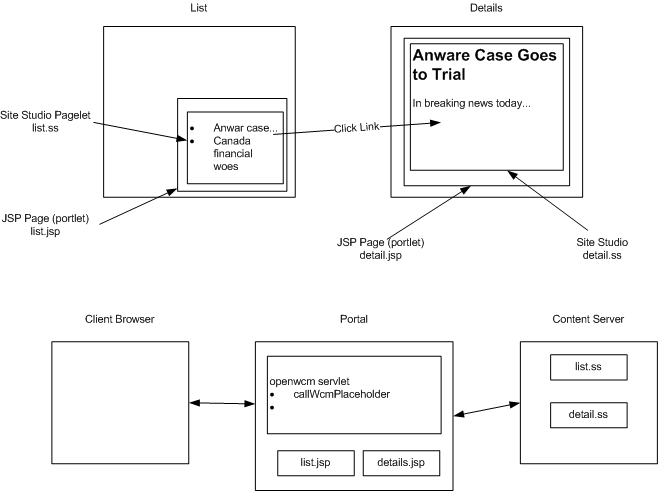 List
Details
Anware Case Goes
to Trial
In breaking news today...
Site Studio Pagelet
list.ss
• Anwar case...
• Canada
financial
woes
Click Link
JSP Page (portlet)
list.jsp
JSP Page (portlet)
detail.jsp
Site Studio
detail.ss
Client Browser
Portal
Content Server
openwcm servlet
• callWcmPlaceholder
•
list.jsp
details.jsp
list.ss
detail.ss